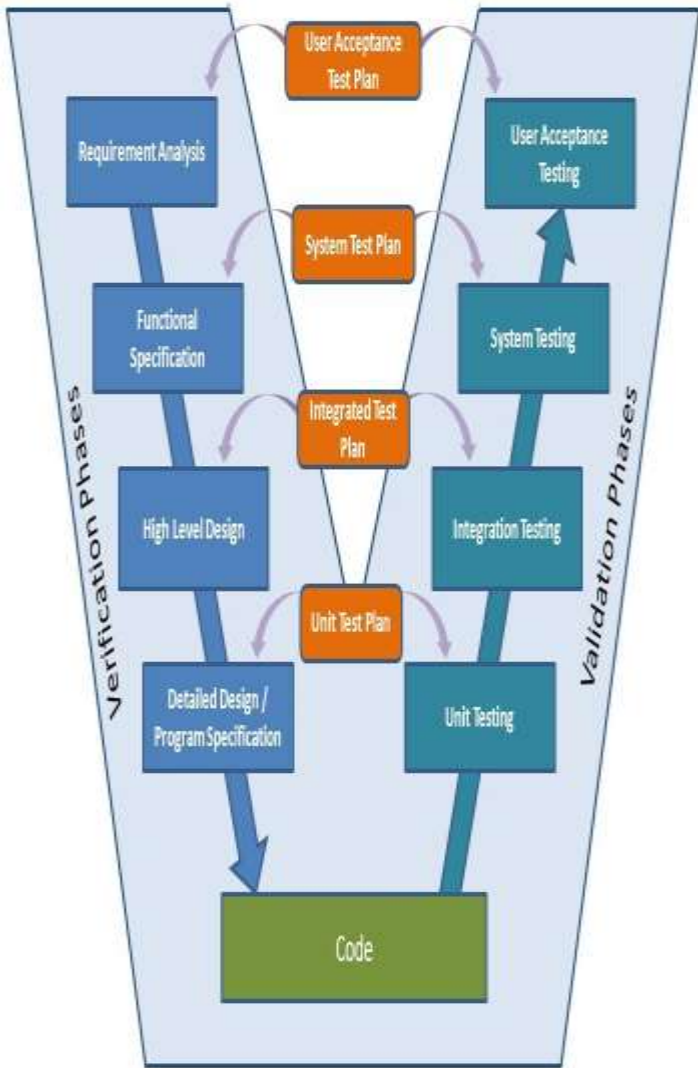 User Acceptance
Test Plan
Requirement Analysis
User Acceptance
Testing
System Test Plan
Functional
Specification
System Testing
Integrated Test
Plan
High Level Design
Integration Testing
Verification Phases
Validation Phases
Unit Test Plan
Detailed Design /
Program Specification
Unit Testing
Code